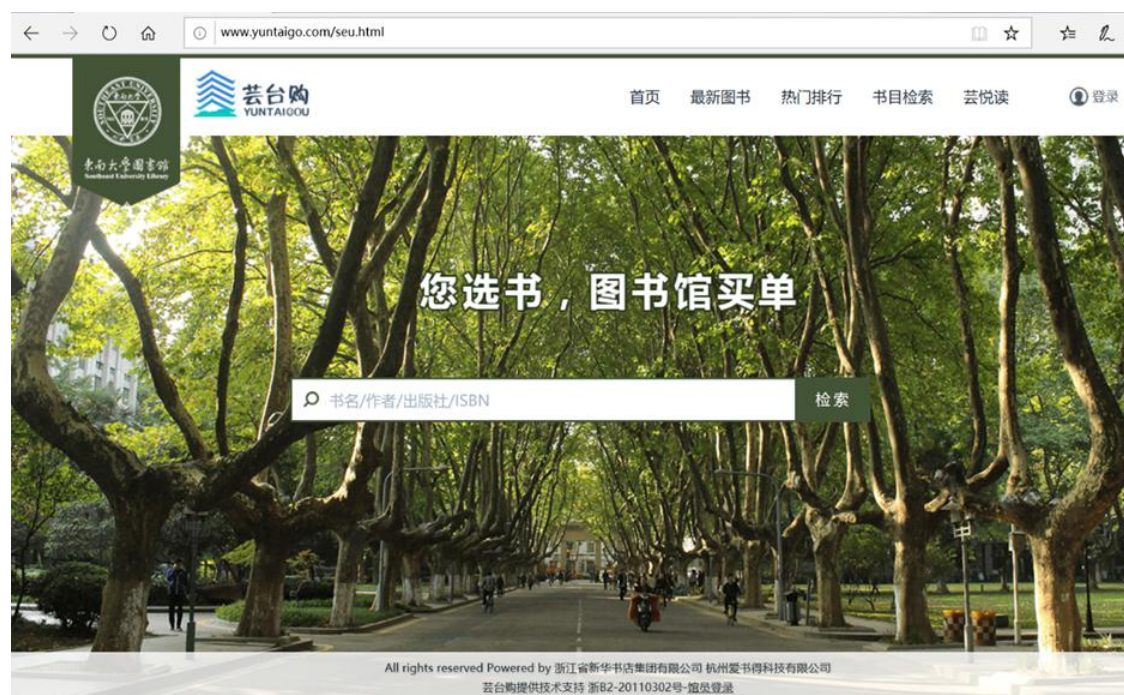 www.yuntaigo.com/seu.html
芸台购
YUNTAIGOU
首页 最新图书 热门排行 书目检索 芸悦读 登录
東南大學圖書館
Southeast University Library
您选书，图书馆买单
书名/作者/出版社/ISBN 检索
All rights reserved Powered by 浙江省新华书店集团有限公司 杭州爱书得科技有限公司
芸台购提供技术支持 浙B2-20110302号-馆员登录